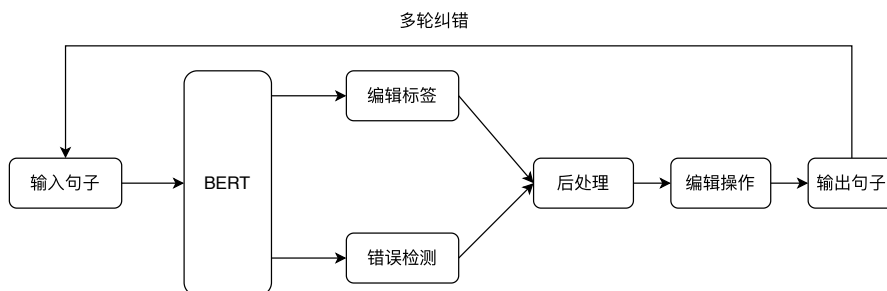 多轮纠错
编辑标签
输入句子
BERT
后处理
编辑操作
输出句子
错误检测